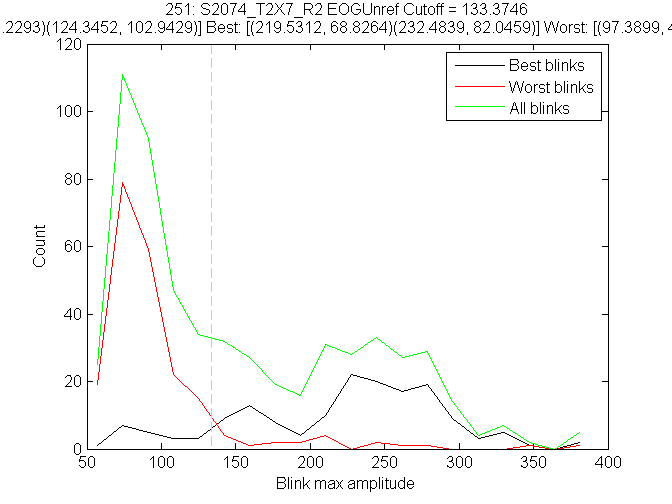 251: S2074_T2X7_R2 EOGUnref Cutoff = 133.3746
.2293)(124.3452, 102.9429)] Best: [(219.5312, 68.8264)(232.4839, 82.0459)] Worst: [(97.3899, 4
Best blinks
Worst blinks
All blinks
120
100
80
60
40
20
0
Count
50 100 150 200 250 300 350 400
Blink max amplitude